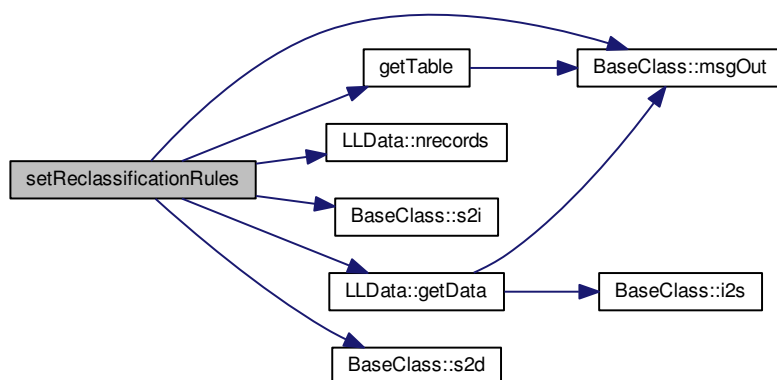 getTable
BaseClass::msgOut
LLData::nrecords
setReclassificationRules
BaseClass::s2i
LLData::getData
BaseClass::i2s
BaseClass::s2d